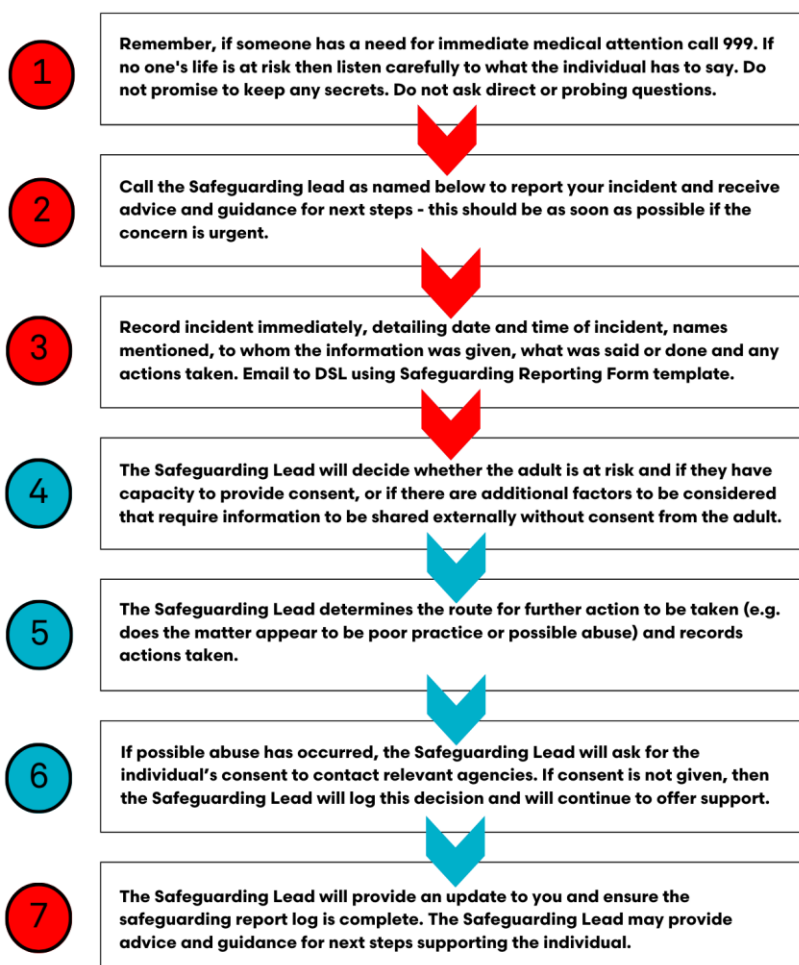 1
Remember, if someone has a need for immediate medical attention call 999. If
no one's life is at risk then listen carefully to what the individual has to say. Do
not promise to keep any secrets. Do not ask direct or probing questions.
2
Call the Safeguarding lead as named below to report your incident and receive
advice and guidance for next steps - this should be as soon as possible if the
concern is urgent.
3
Record incident immediately, detailing date and time of incident, names
mentioned, to whom the information was given, what was said or done and any
actions taken. Email to DSL using Safeguarding Reporting Form template.
4
The Safeguarding Lead will decide whether the adult is at risk and if they have
capacity to provide consent, or if there are additional factors to be considered
that require information to be shared externally without consent from the adult.
5
The Safeguarding Lead determines the route for further action to be taken (e.g.
does the matter appear to be poor practice or possible abuse) and records
actions taken.
6
If possible abuse has occurred, the Safeguarding Lead will ask for the
individual’s consent to contact relevant agencies. If consent is not given, then
the Safeguarding Lead will log this decision and will continue to offer support.
7
The Safeguarding Lead will provide an update to you and ensure the
safeguarding report log is complete. The Safeguarding Lead may provide
advice and guidance for next steps supporting the individual.